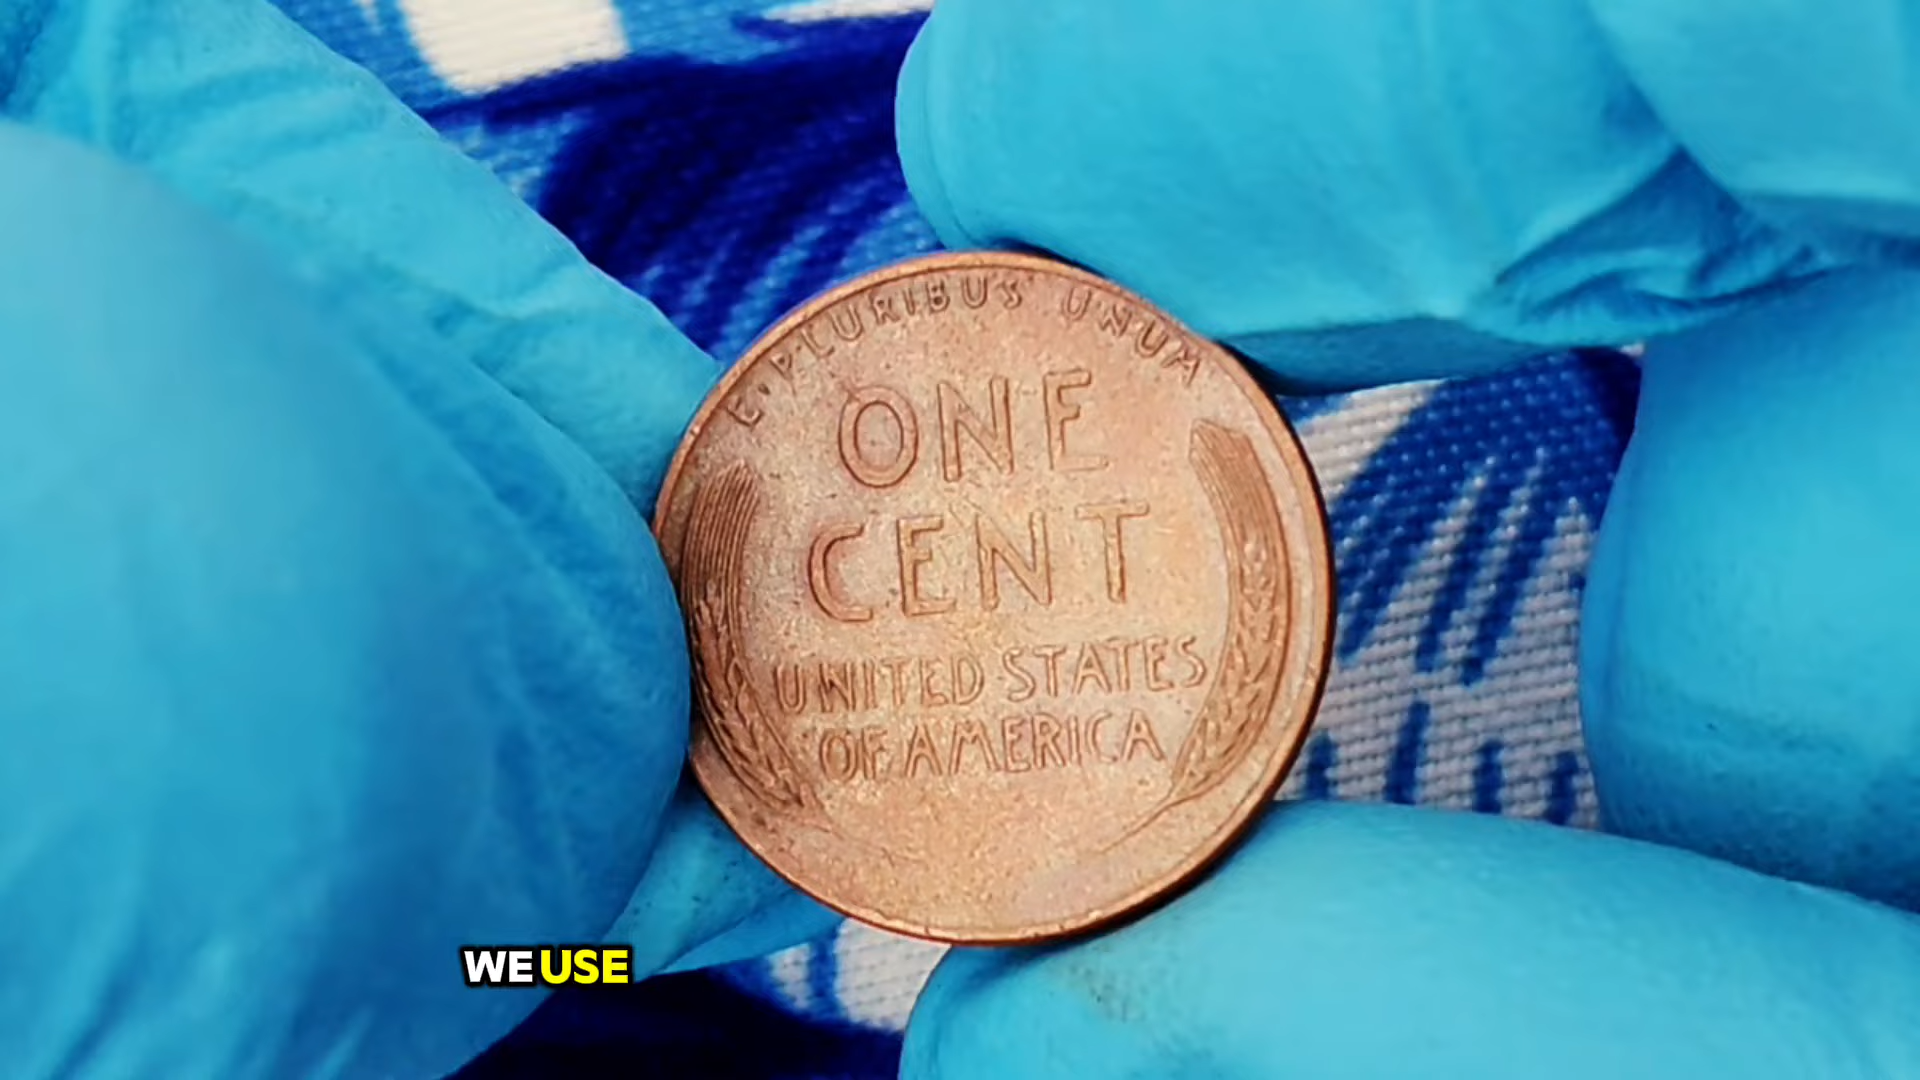 E·PLURIBUS UNUM
ONE
CENT
UNITED STATES
OF AMERICA
WE USE